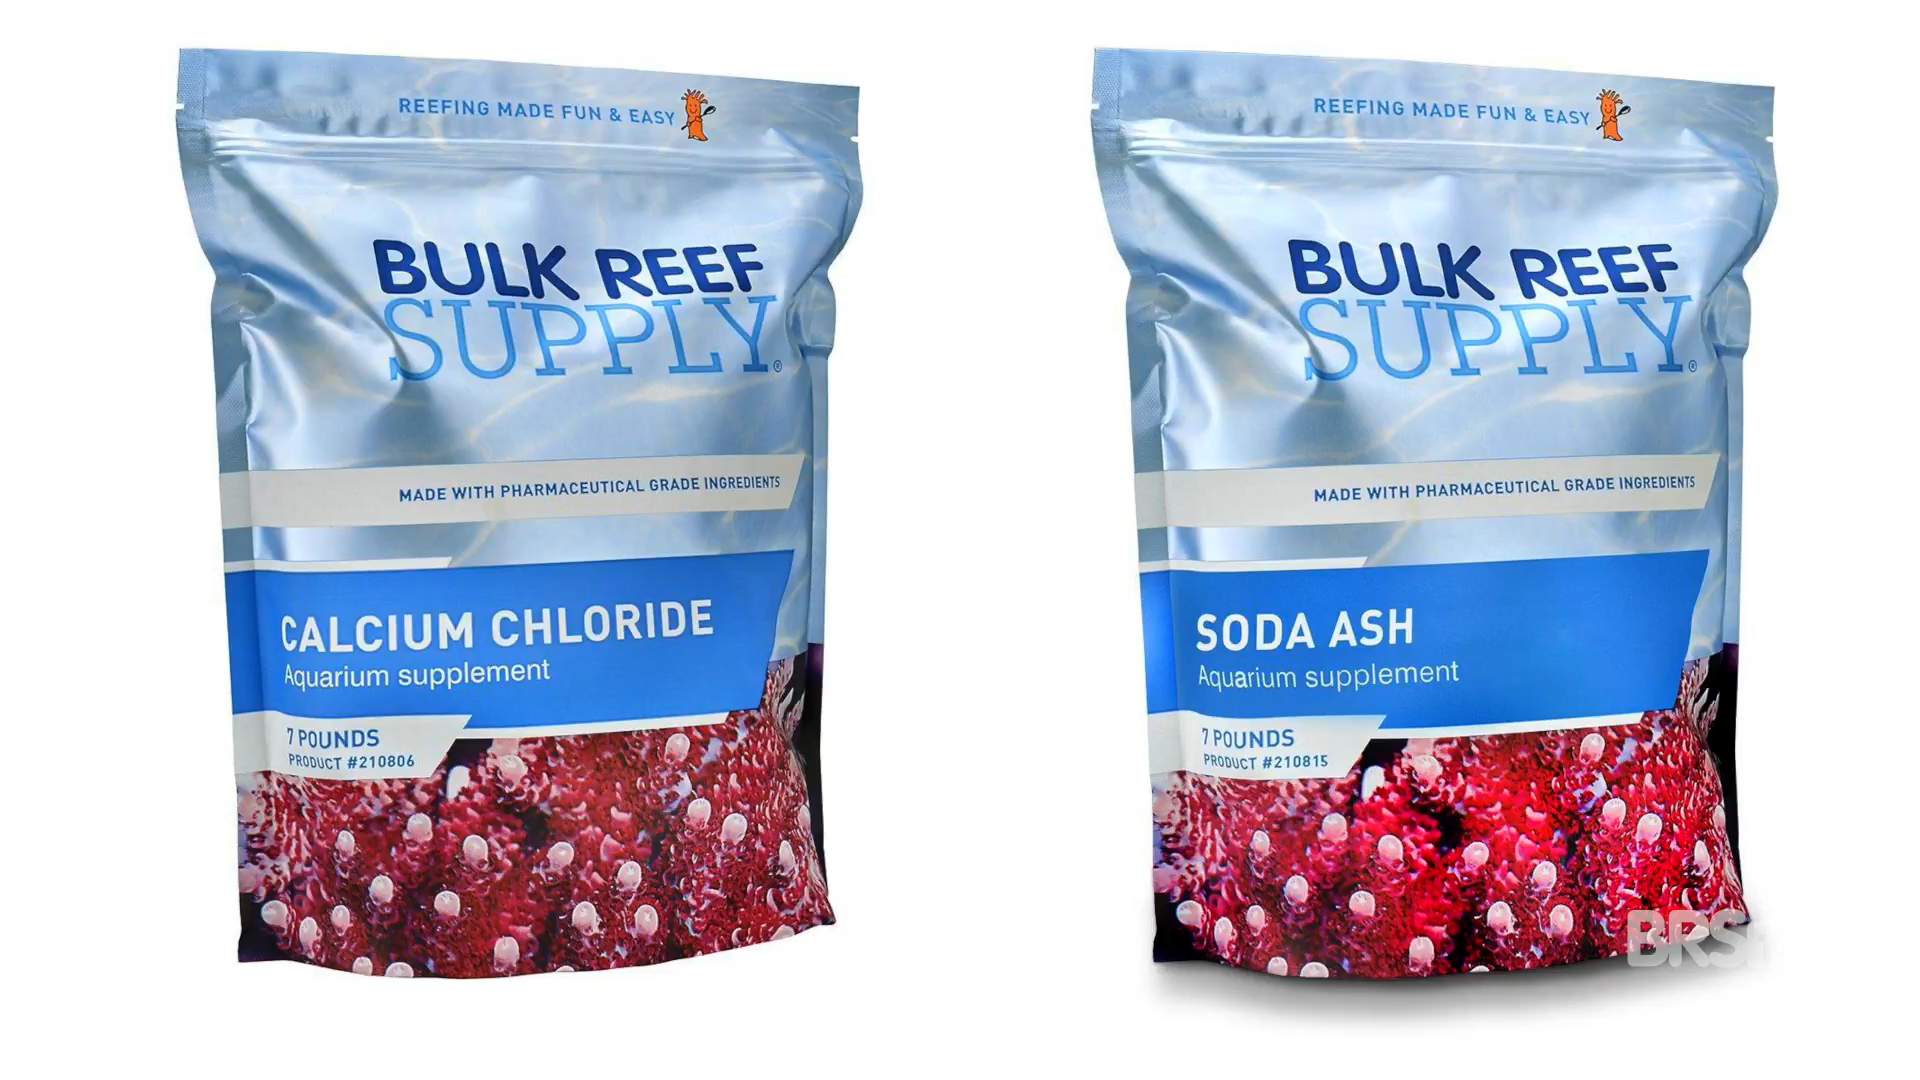 REEFING MADE FUN & EASY
BULK REEF
SUPPLY®
MADE WITH PHARMACEUTICAL GRADE INGREDIENTS
CALCIUM CHLORIDE
Aquarium supplement
7 POUNDS
PRODUCT #210806
REEFING MADE FUN & EASY
BULK REEF
SUPPLY®
MADE WITH PHARMACEUTICAL GRADE INGREDIENTS
SODA ASH
Aquarium supplement
7 POUNDS
PRODUCT #210815